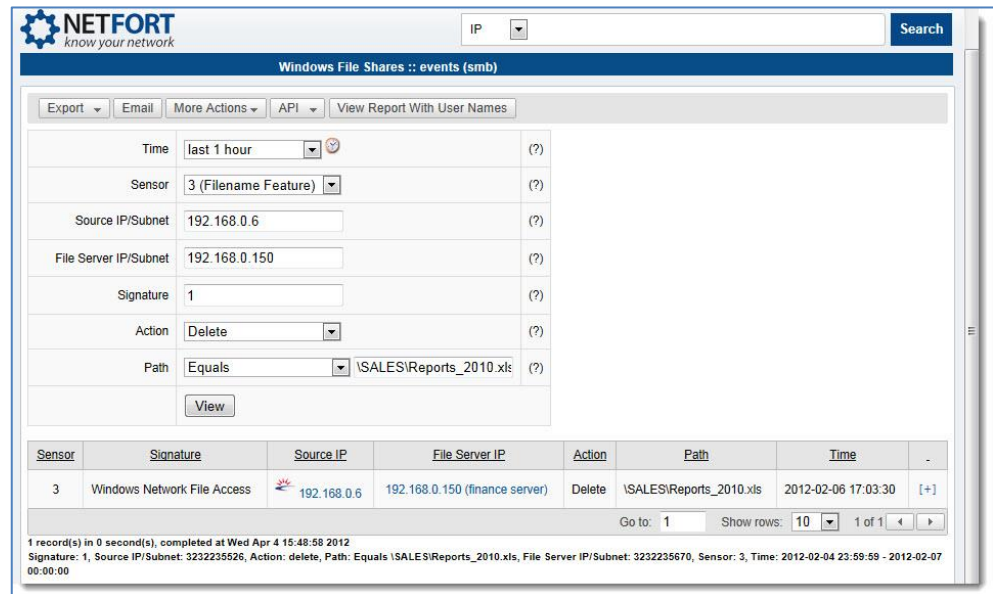 NETFORT
know your network
IP
Search
Windows File Shares :: events (smb)
Export Email More Actions API View Report With User Names
Time last 1 hour (?)
Sensor 3 (Filename Feature) (?)
Source IP/Subnet 192.168.0.6 (?)
File Server IP/Subnet 192.168.0.150 (?)
Signature 1 (?)
Action Delete (?)
Path Equals \SALES\Reports_2010.xls (?)
View
Sensor Signature Source IP File Server IP Action Path Time -
3 Windows Network File Access 192.168.0.6 192.168.0.150 (finance server) Delete \SALES\Reports_2010.xls 2012-02-06 17:03:30 [+]
Go to: 1 Show rows: 10 1 of 1
1 record(s) in 0 second(s), completed at Wed Apr 4 15:48:58 2012
Signature: 1, Source IP/Subnet: 3232235526, Action: delete, Path: Equals \SALES\Reports_2010.xls, File Server IP/Subnet: 3232235670, Sensor: 3, Time: 2012-02-04 23:59:59 - 2012-02-07
00:00:00